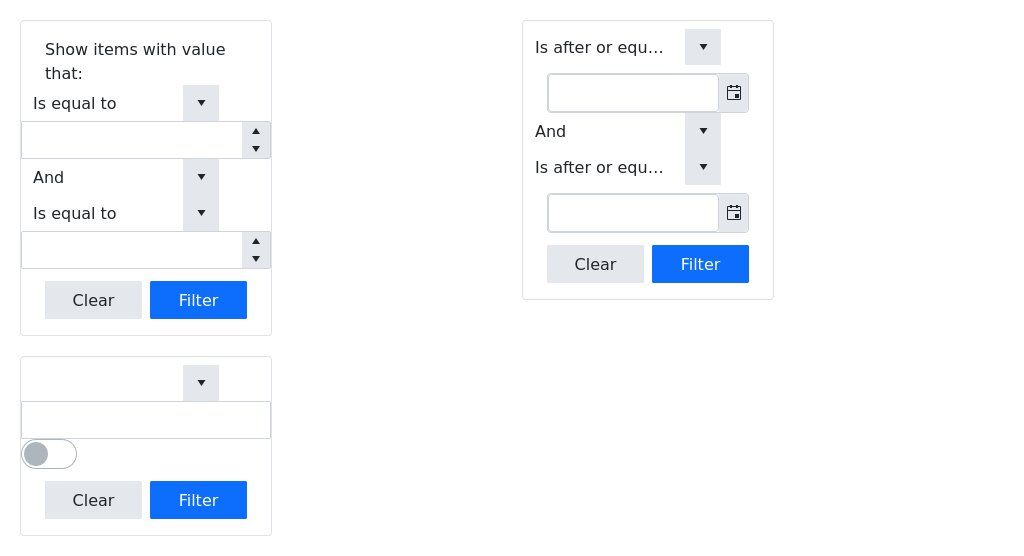 Show items with value
that:
Is equal to
And
Is equal to
Clear Filter
Is after or equ...
And
Is after or equ...
Clear Filter
Clear Filter